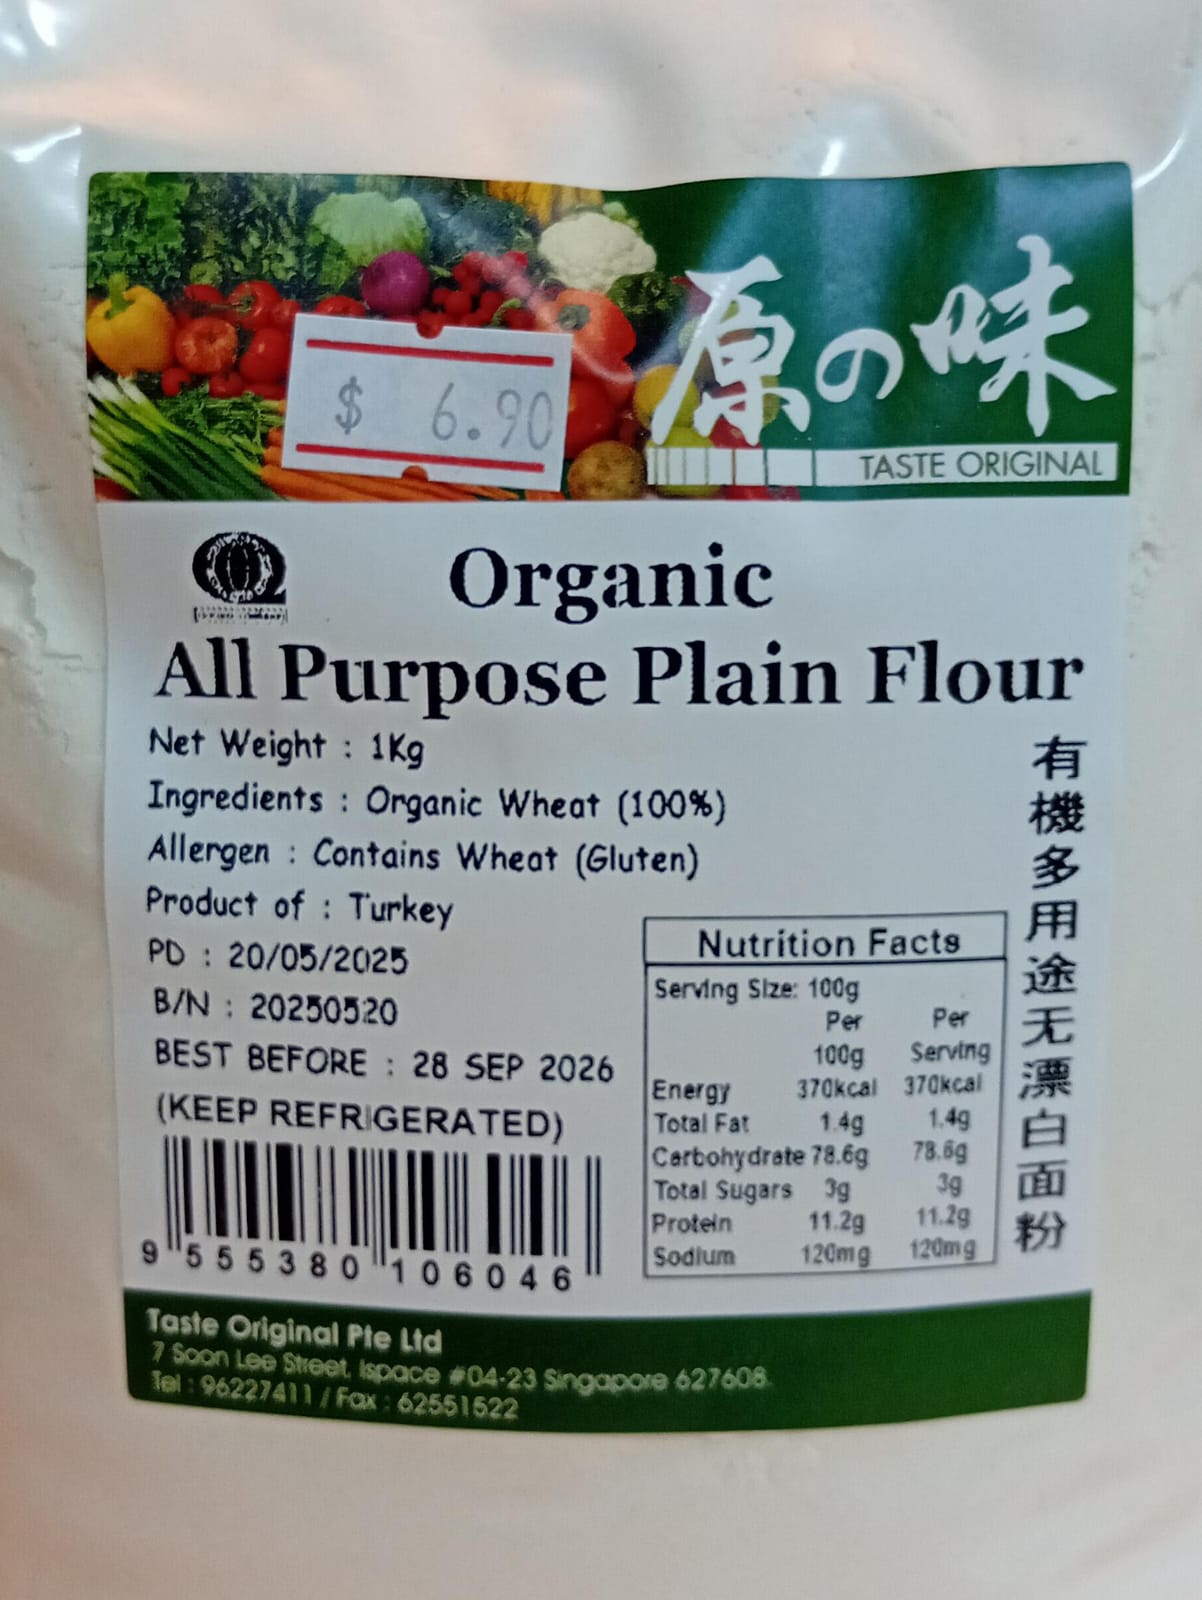 原の味
TASTE ORIGINAL
$ 6.90
Organic
All Purpose Plain Flour
Net Weight : 1Kg
Ingredients : Organic Wheat (100%)
Allergen : Contains Wheat (Gluten)
Product of : Turkey
PD : 20/05/2025
B/N : 20250520
BEST BEFORE : 28 SEP 2026
(KEEP REFRIGERATED)
9 555380 106046
Nutrition Facts
Serving Size: 100g
Per 100g Per Serving
Energy 370kcal 370kcal
Total Fat 1.4g 1.4g
Carbohydrate 78.6g 78.6g
Total Sugars 3g 3g
Protein 11.2g 11.2g
Sodium 120mg 120mg
有機多用途无漂白面粉
Taste Original Pte Ltd
7 Soon Lee Street, Ispace #04-23 Singapore 627608.
Tel : 96227411 / Fax : 62551522